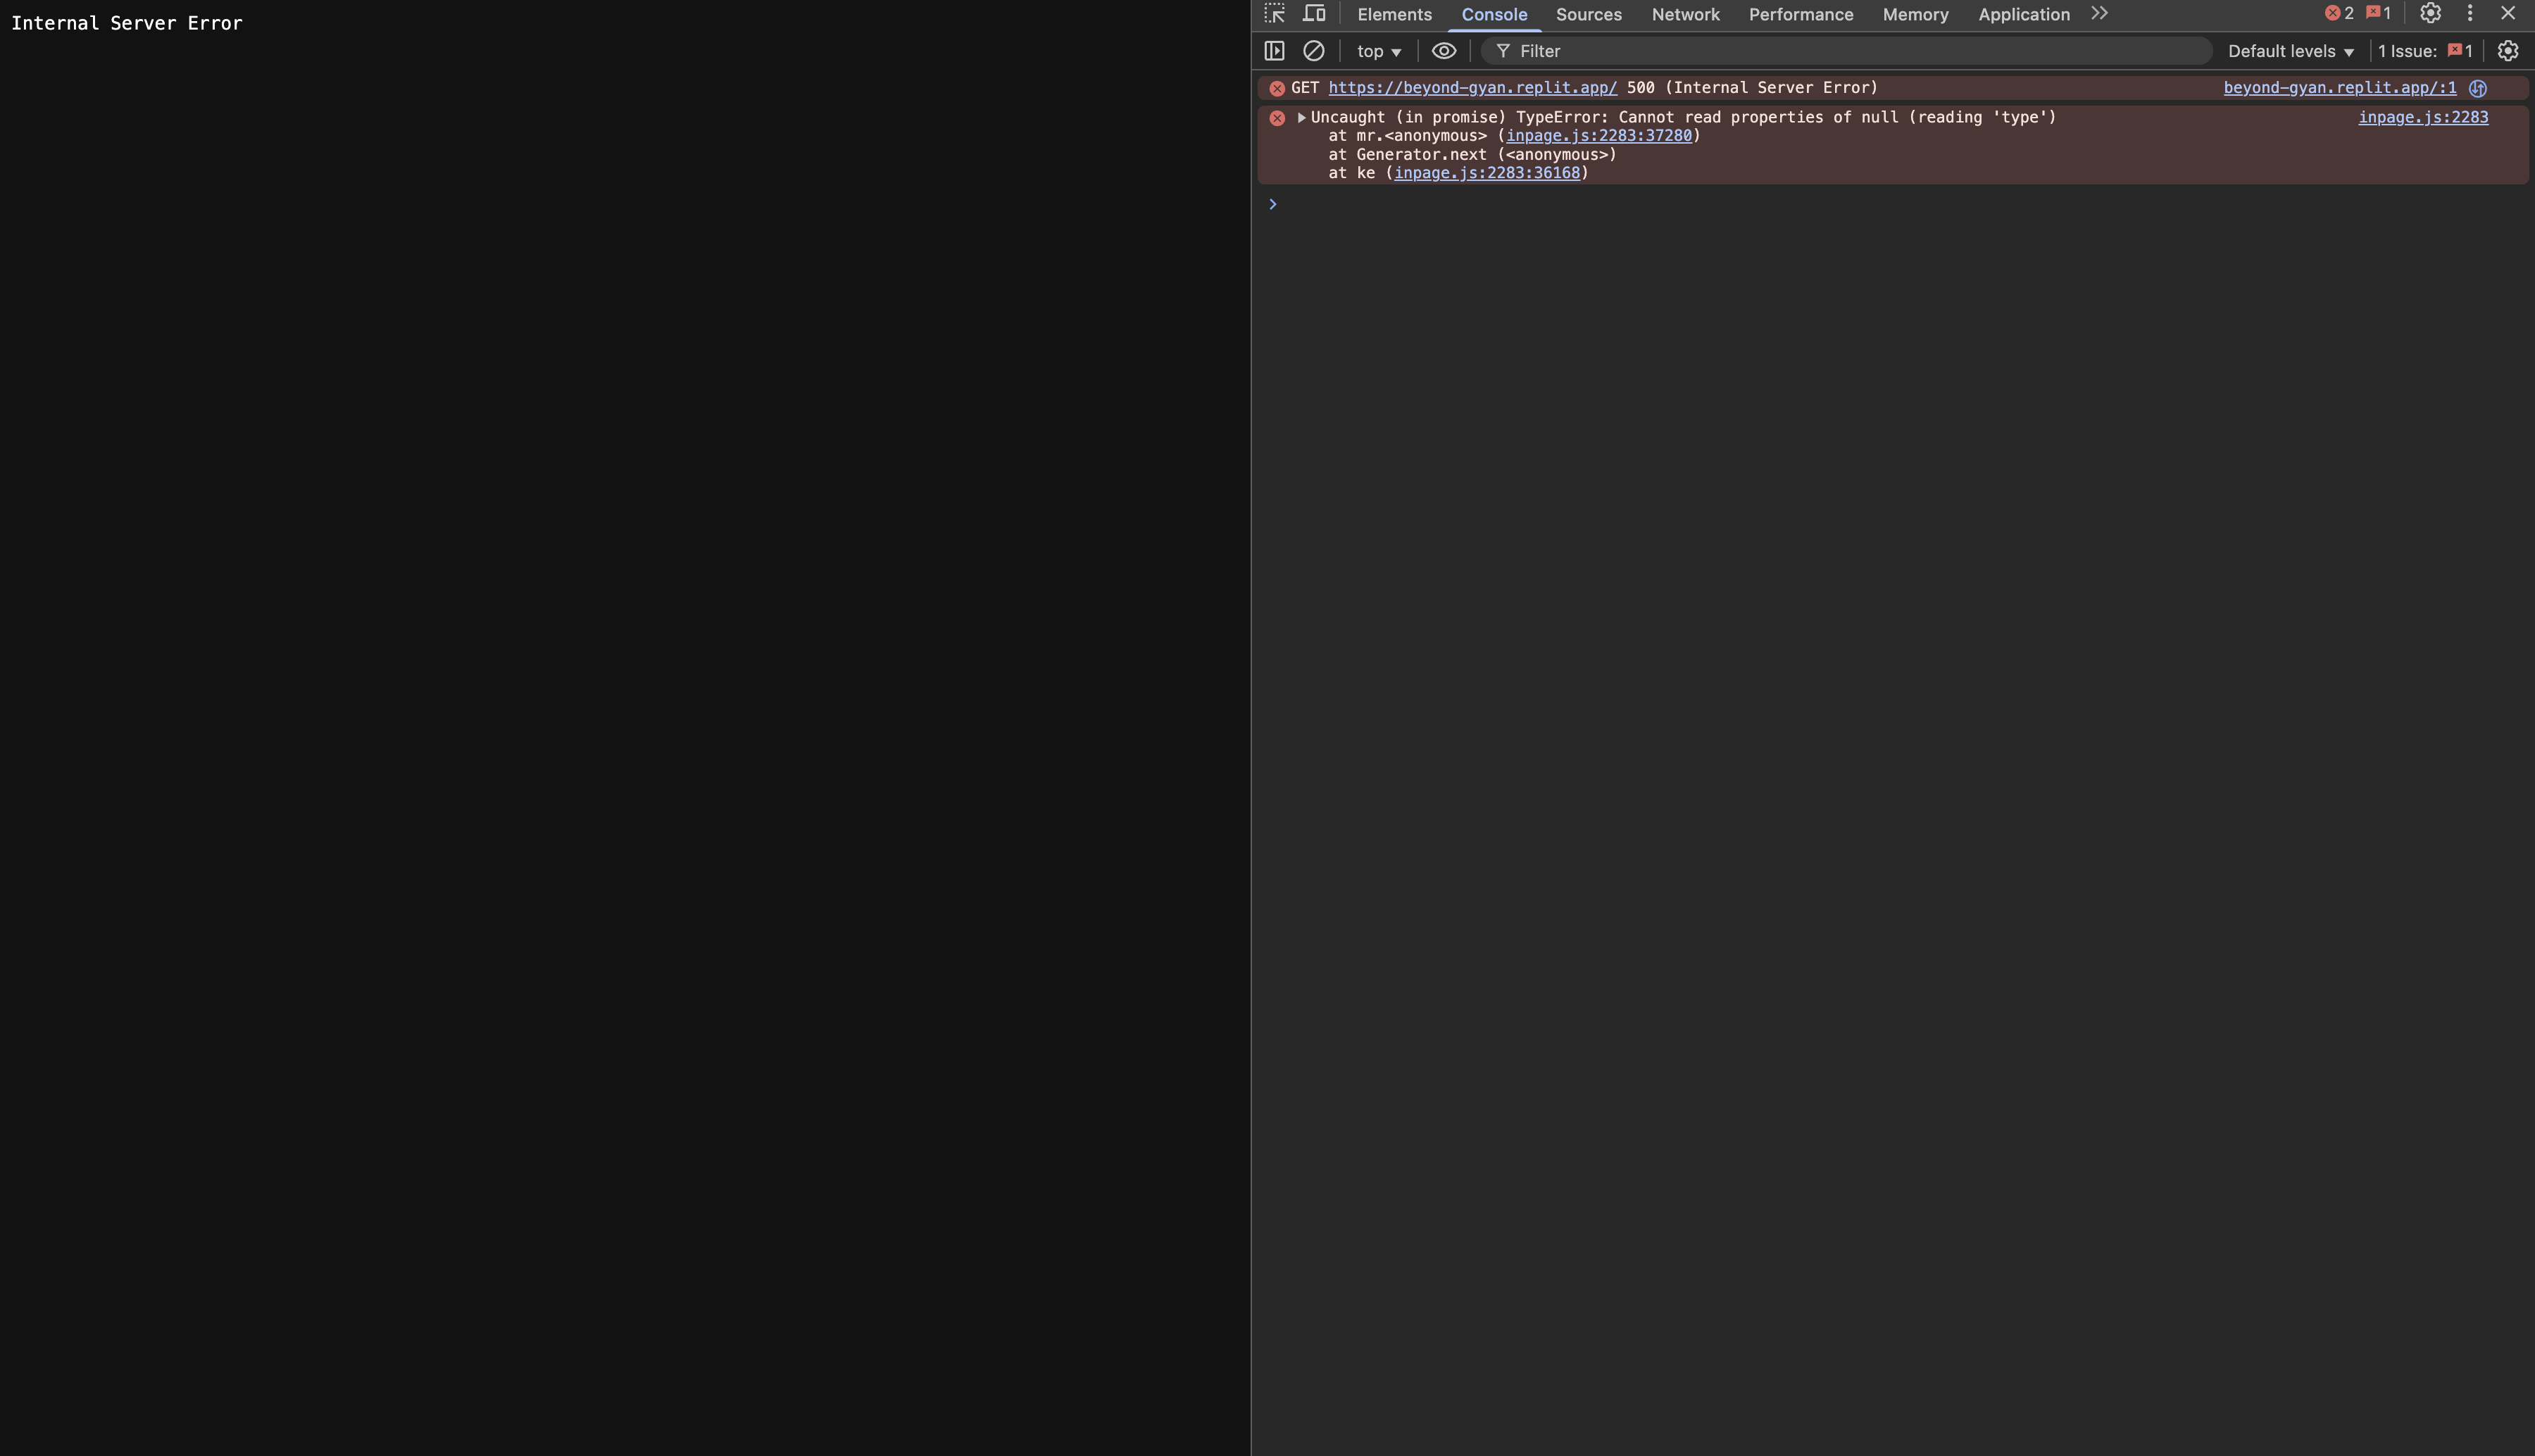 Internal Server Error
Elements Console Sources Network Performance Memory Application 2 1
top Filter Default levels 1 Issue: 1
GET https://beyond-gyan.replit.app/ 500 (Internal Server Error) beyond-gyan.replit.app/:1
Uncaught (in promise) TypeError: Cannot read properties of null (reading 'type') inpage.js:2283
at mr.<anonymous> (inpage.js:2283:37280)
at Generator.next (<anonymous>)
at ke (inpage.js:2283:36168)